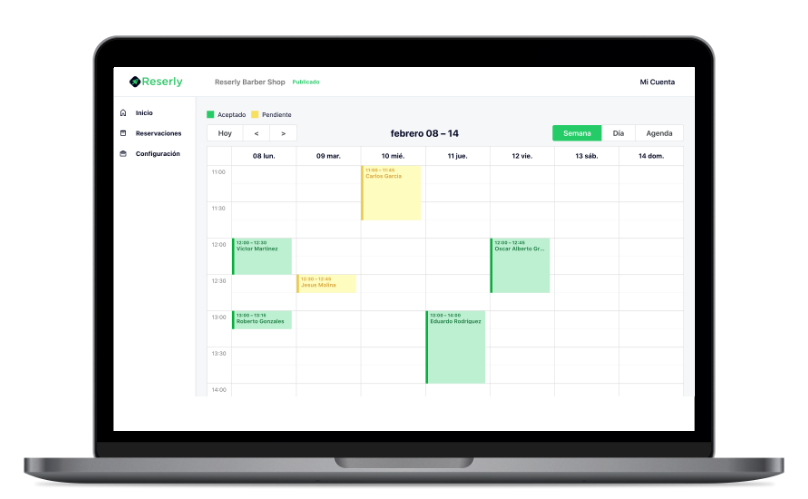 Reserly
Reserly Barber Shop Publicado
Mi Cuenta
Inicio
Reservaciones
Configuración
Aceptado Pendiente
Hoy < >
febrero 08 – 14
Semana Día Agenda
08 lun. 09 mar. 10 mié. 11 jue. 12 vie. 13 sáb. 14 dom.
11:00
11:00 – 11:45
Carlos García
11:30
12:00
12:00 – 12:30
Victor Martinez
12:00 – 12:45
Oscar Alberto Gr...
12:30
12:30 – 12:45
Jesus Molina
13:00
13:00 – 13:15
Roberto Gonzales
13:00 – 14:00
Eduardo Rodríguez
13:30
14:00